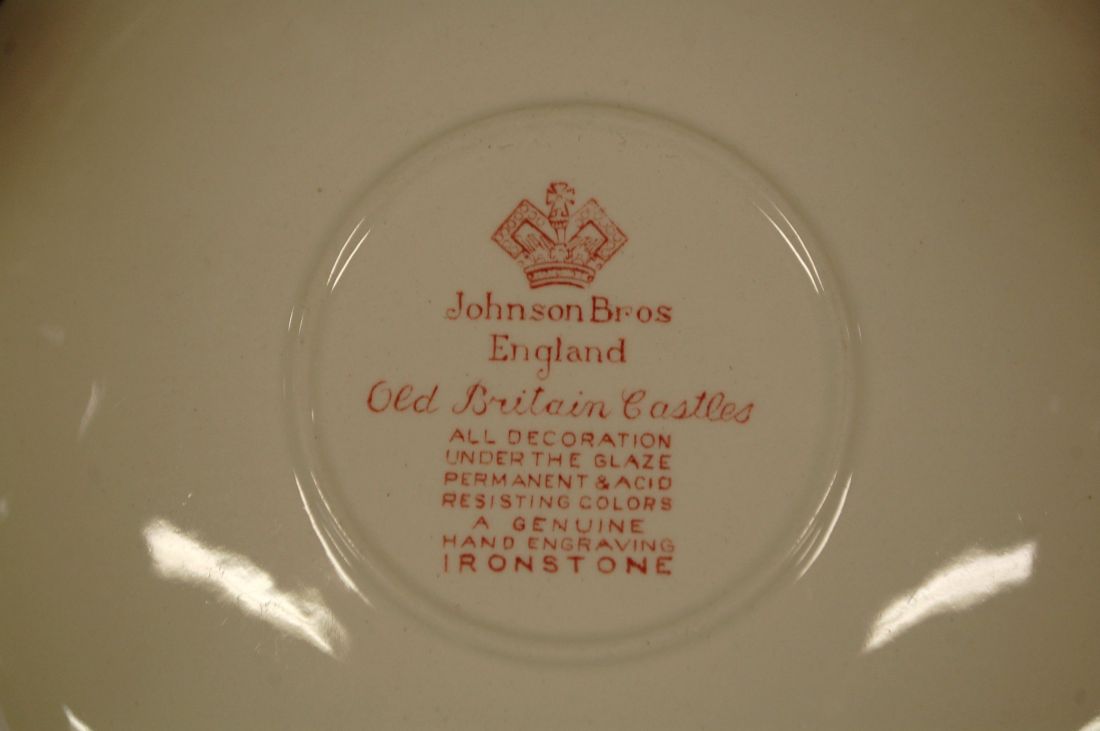 Johnson Bros
England
Old Britain Castles
ALL DECORATION
UNDER THE GLAZE
PERMANENT & ACID
RESISTING COLORS
A GENUINE
HAND ENGRAVING
IRONSTONE